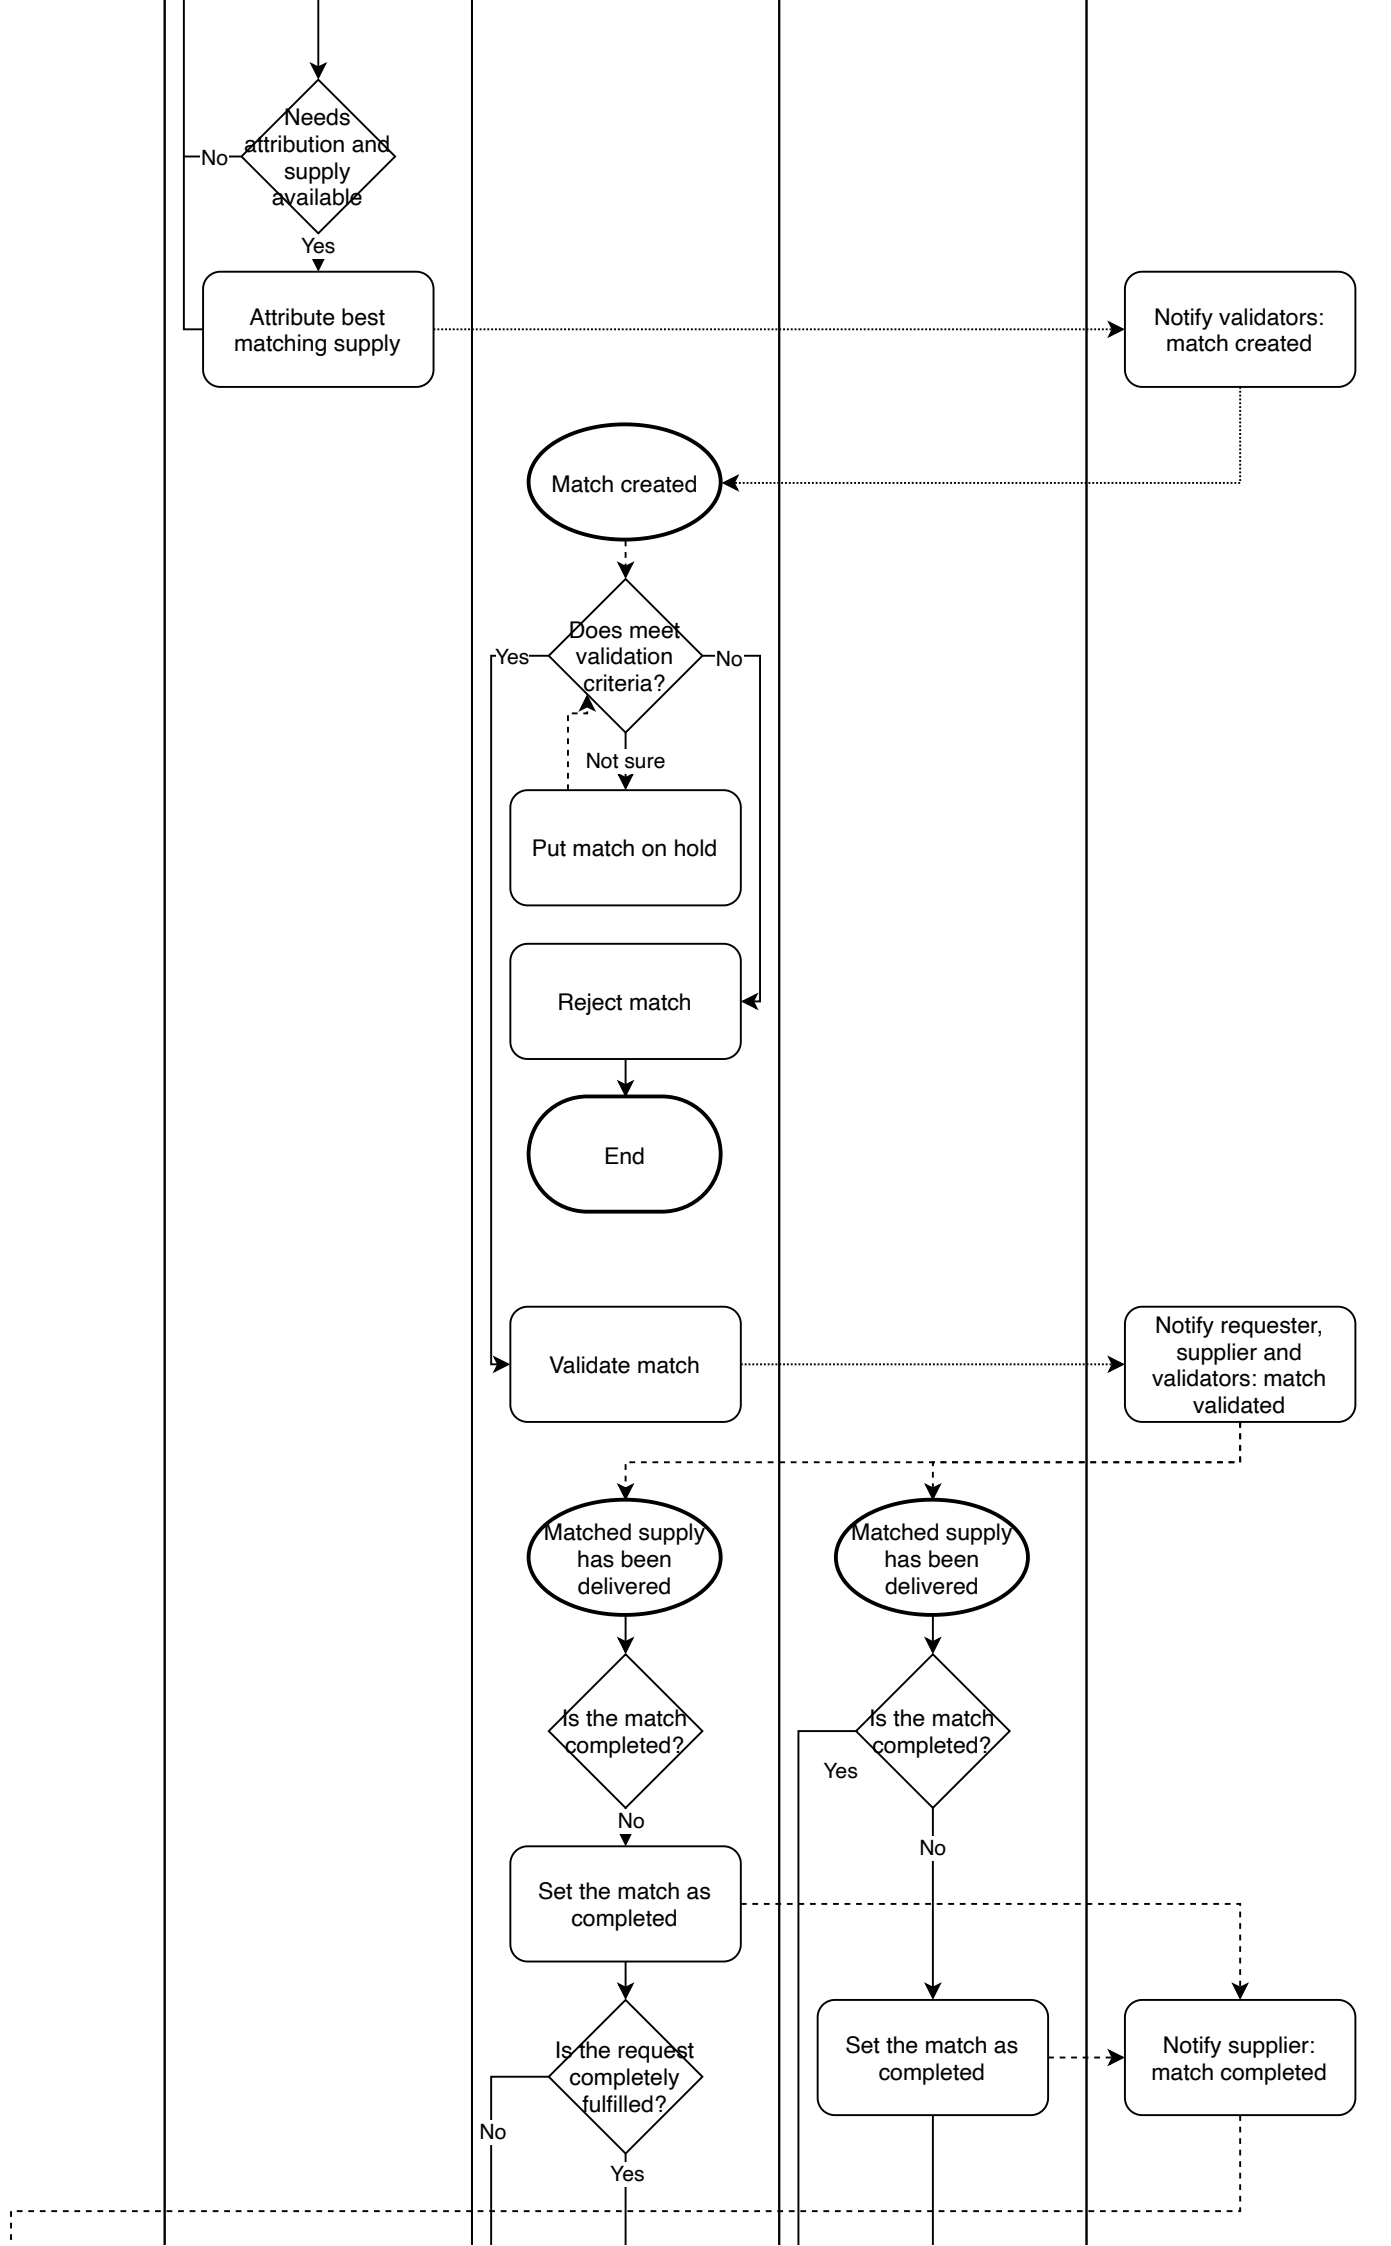 Needs
attribution and
supply
available
No
Yes
Attribute best
matching supply
Notify validators:
match created
Match created
Does meet
validation
criteria?
Yes
No
Not sure
Put match on hold
Reject match
End
Validate match
Notify requester,
supplier and
validators: match
validated
Matched supply
has been
delivered
Matched supply
has been
delivered
Is the match
completed?
Is the match
completed?
Yes
No
No
Set the match as
completed
Set the match as
completed
Notify supplier:
match completed
Is the request
completely
fulfilled?
No
Yes